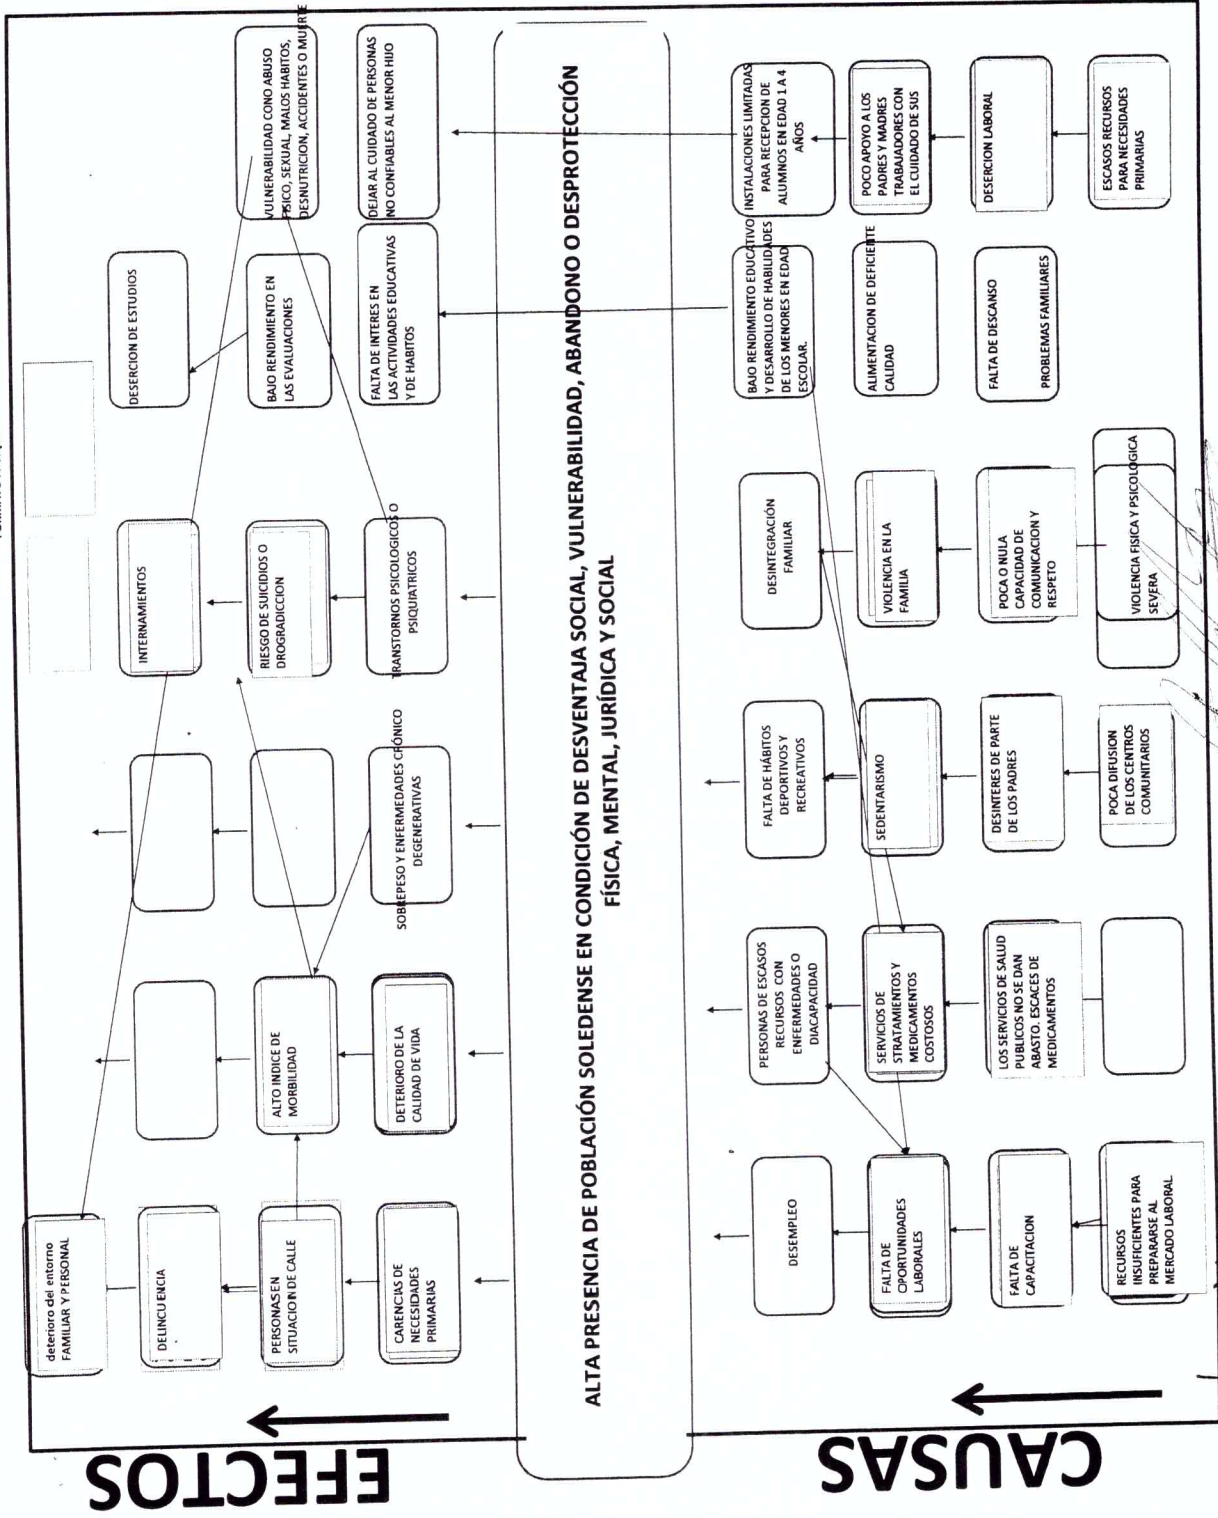 EFECTOS
deterioro del entorno
FAMILIAR Y PERSONAL
DELINCUENCIA
INTERNAMIENTOS
DESERCION DE ESTUDIOS
PERSONAS EN
SITUACION DE CALLE
ALTO INDICE DE
MORBILIDAD
RIESGO DE SUICIDIOS O
DROGRADICCION
BAJO RENDIMIENTO EN
LAS EVALUACIONES
VULNERABILIDAD CONO ABUSO
FISICO, SEXUAL, MALOS HABITOS,
DESNUTRICION, ACCIDENTES O MUERTE
CARENCIAS DE
NECESIDADES
PRIMARIAS
DETERIORO DE LA
CALIDAD DE VIDA
SOBREPESO Y ENFERMEDADES CRÓNICO
DEGENERATIVAS
TRANSTORNOS PSICOLOGICOS O
PSIQUIATRICOS
FALTA DE INTERES EN
LAS ACTIVIDADES EDUCATIVAS
Y DE HABITOS
DEJAR AL CUIDADO DE PERSONAS
NO CONFIABLES AL MENOR HIJO
ALTA PRESENCIA DE POBLACIÓN SOLEDENSE EN CONDICIÓN DE DESVENTAJA SOCIAL, VULNERABILIDAD, ABANDONO O DESPROTECCIÓN
FÍSICA, MENTAL, JURÍDICA Y SOCIAL
CAUSAS
DESEMPLEO
PERSONAS DE ESCASOS
RECURSOS CON
ENFERMEDADES O
DIACAPACIDAD
FALTA DE HÁBITOS
DEPORTIVOS Y
RECREATIVOS
DESINTEGRACIÓN
FAMILIAR
BAJO RENDIMIENTO EDUCATIVO
Y DESARROLLO DE HABILIDADES
DE LOS MENORES EN EDAD
ESCOLAR.
INSTALACIONES LIMITADAS
PARA RECEPCION DE
ALUMNOS EN EDAD 1 A 4
AÑOS
FALTA DE
OPORTUNIDADES
LABORALES
SERVICIOS DE
STRATAMIENTOS Y
MEDICAMENTOS
COSTOSOS
SEDENTARISMO
VIOLENCIA EN LA
FAMILIA
ALIMENTACION DE DEFICIENTE
CALIDAD
POCO APOYO A LOS
PADRES Y MADRES
TRABAJADORES CON
EL CUIDADO DE SUS
FALTA DE
CAPACITACION
LOS SERVICIOS DE SALUD
PUBLICOS NO SE DAN
ABASTO. ESCACES DE
MEDICAMENTOS
DESINTERES DE PARTE
DE LOS PADRES
POCA O NULA
CAPACIDAD DE
COMUNICACION Y
RESPETO
FALTA DE DESCANSO
PROBLEMAS FAMILIARES
DESERCION LABORAL
RECURSOS
INSUFICIENTES PARA
PREPARARSE AL
MERCADO LABORAL
POCA DIFUSION
DE LOS CENTROS
COMUNITARIOS
VIOLENCIA FISICA Y PSICOLOGICA
SEVERA
ESCASOS RECURSOS
PARA NECESIDADES
PRIMARIAS